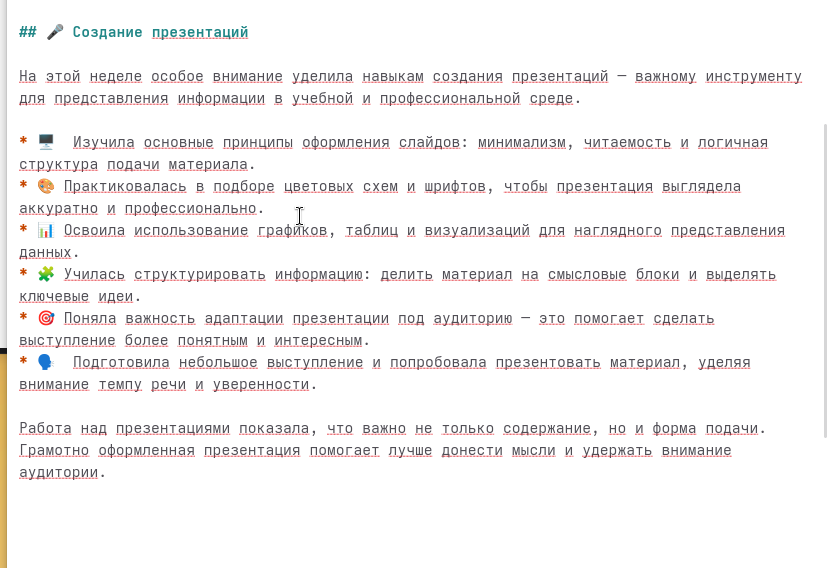 ## 🎤 Создание презентаций
На этой неделе особое внимание уделила навыкам создания презентаций — важному инструменту
для представления информации в учебной и профессиональной среде.
* 🖥️ Изучила основные принципы оформления слайдов: минимализм, читаемость и логичная
структура подачи материала.
* 🎨 Практиковалась в подборе цветовых схем и шрифтов, чтобы презентация выглядела
аккуратно и профессионально.
* 📊 Освоила использование графиков, таблиц и визуализаций для наглядного представления
данных.
* 🧩 Училась структурировать информацию: делить материал на смысловые блоки и выделять
ключевые идеи.
* 🎯 Поняла важность адаптации презентации под аудиторию — это помогает сделать
выступление более понятным и интересным.
* 🗣️ Подготовила небольшое выступление и попробовала презентовать материал, уделяя
внимание темпу речи и уверенности.
Работа над презентациями показала, что важно не только содержание, но и форма подачи.
Грамотно оформленная презентация помогает лучше донести мысли и удержать внимание
аудитории.